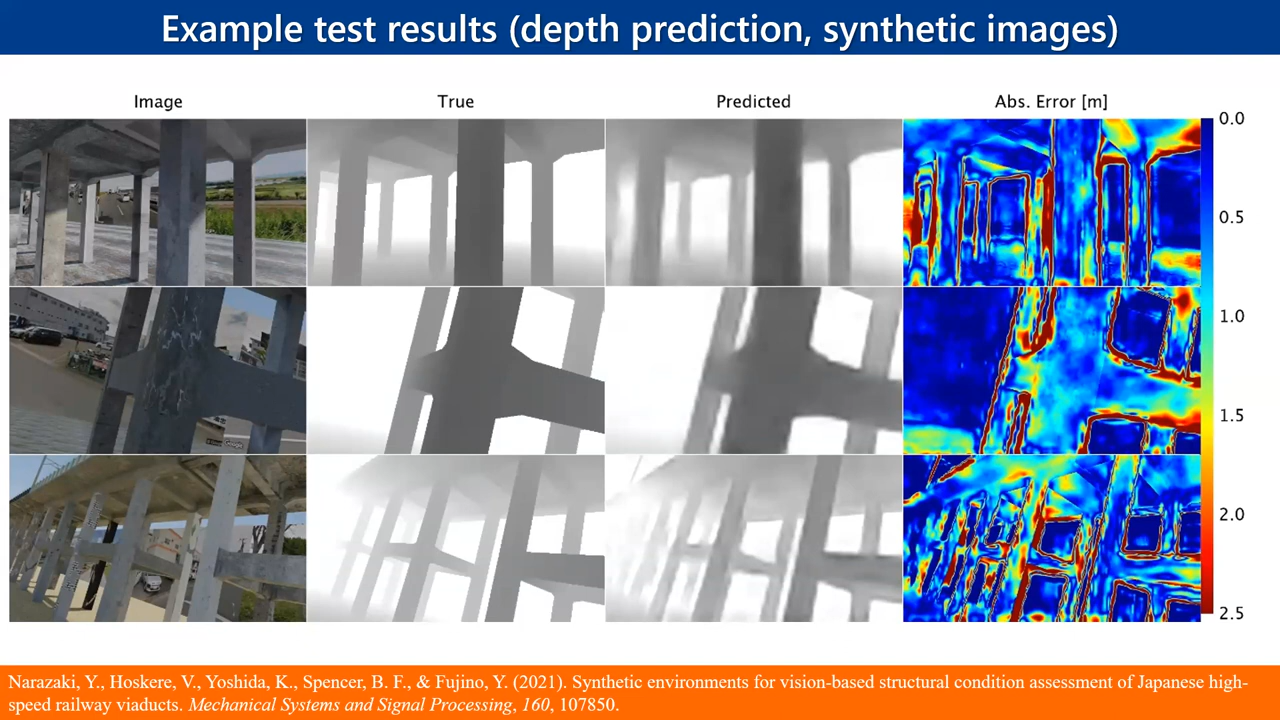 Example test results (depth prediction, synthetic images)
Image
True
Predicted
Abs. Error [m]
0.0
0.5
1.0
1.5
2.0
2.5
Narazaki, Y., Hoskere, V., Yoshida, K., Spencer, B. F., & Fujino, Y. (2021). Synthetic environments for vision-based structural condition assessment of Japanese high-
speed railway viaducts. Mechanical Systems and Signal Processing, 160, 107850.